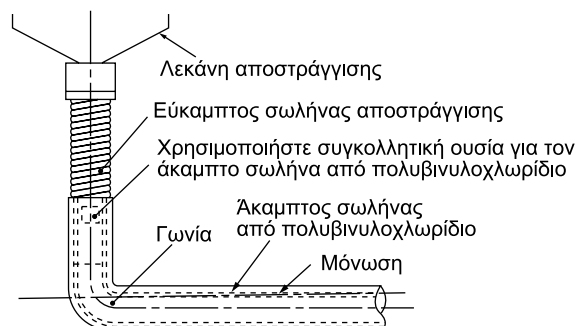 Λεκάνη αποστράγγισης
Εύκαμπτος σωλήνας αποστράγγισης
Χρησιμοποιήστε συγκολλητική ουσία για τον
άκαμπτο σωλήνα από πολυβινυλοχλωρίδιο
Άκαμπτος σωλήνας
από πολυβινυλοχλωρίδιο
Γωνία
Μόνωση